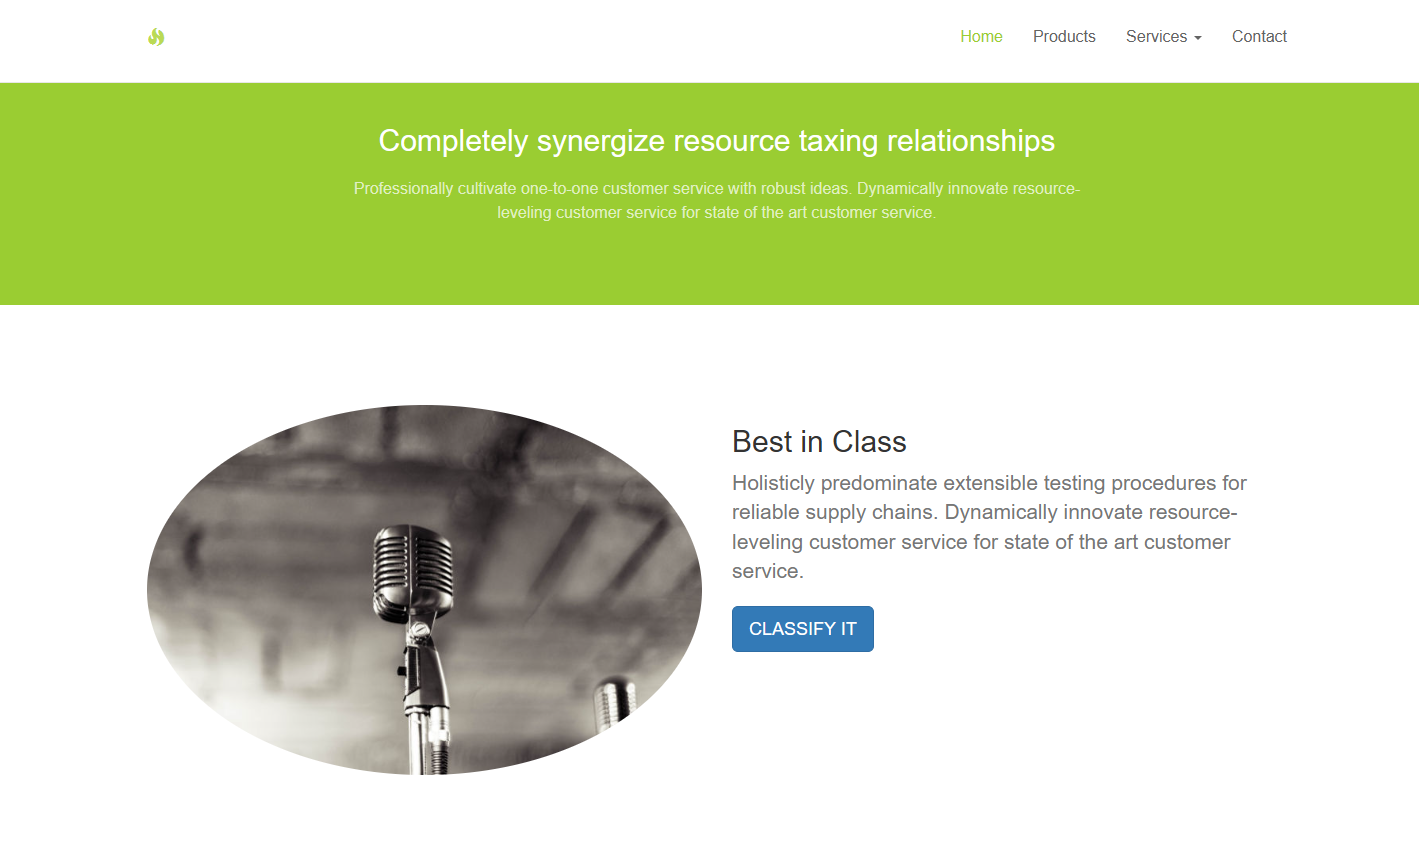 Home Products Services Contact
Completely synergize resource taxing relationships
Professionally cultivate one-to-one customer service with robust ideas. Dynamically innovate resource-
leveling customer service for state of the art customer service.
Best in Class
Holisticly predominate extensible testing procedures for
reliable supply chains. Dynamically innovate resource-
leveling customer service for state of the art customer
service.
CLASSIFY IT